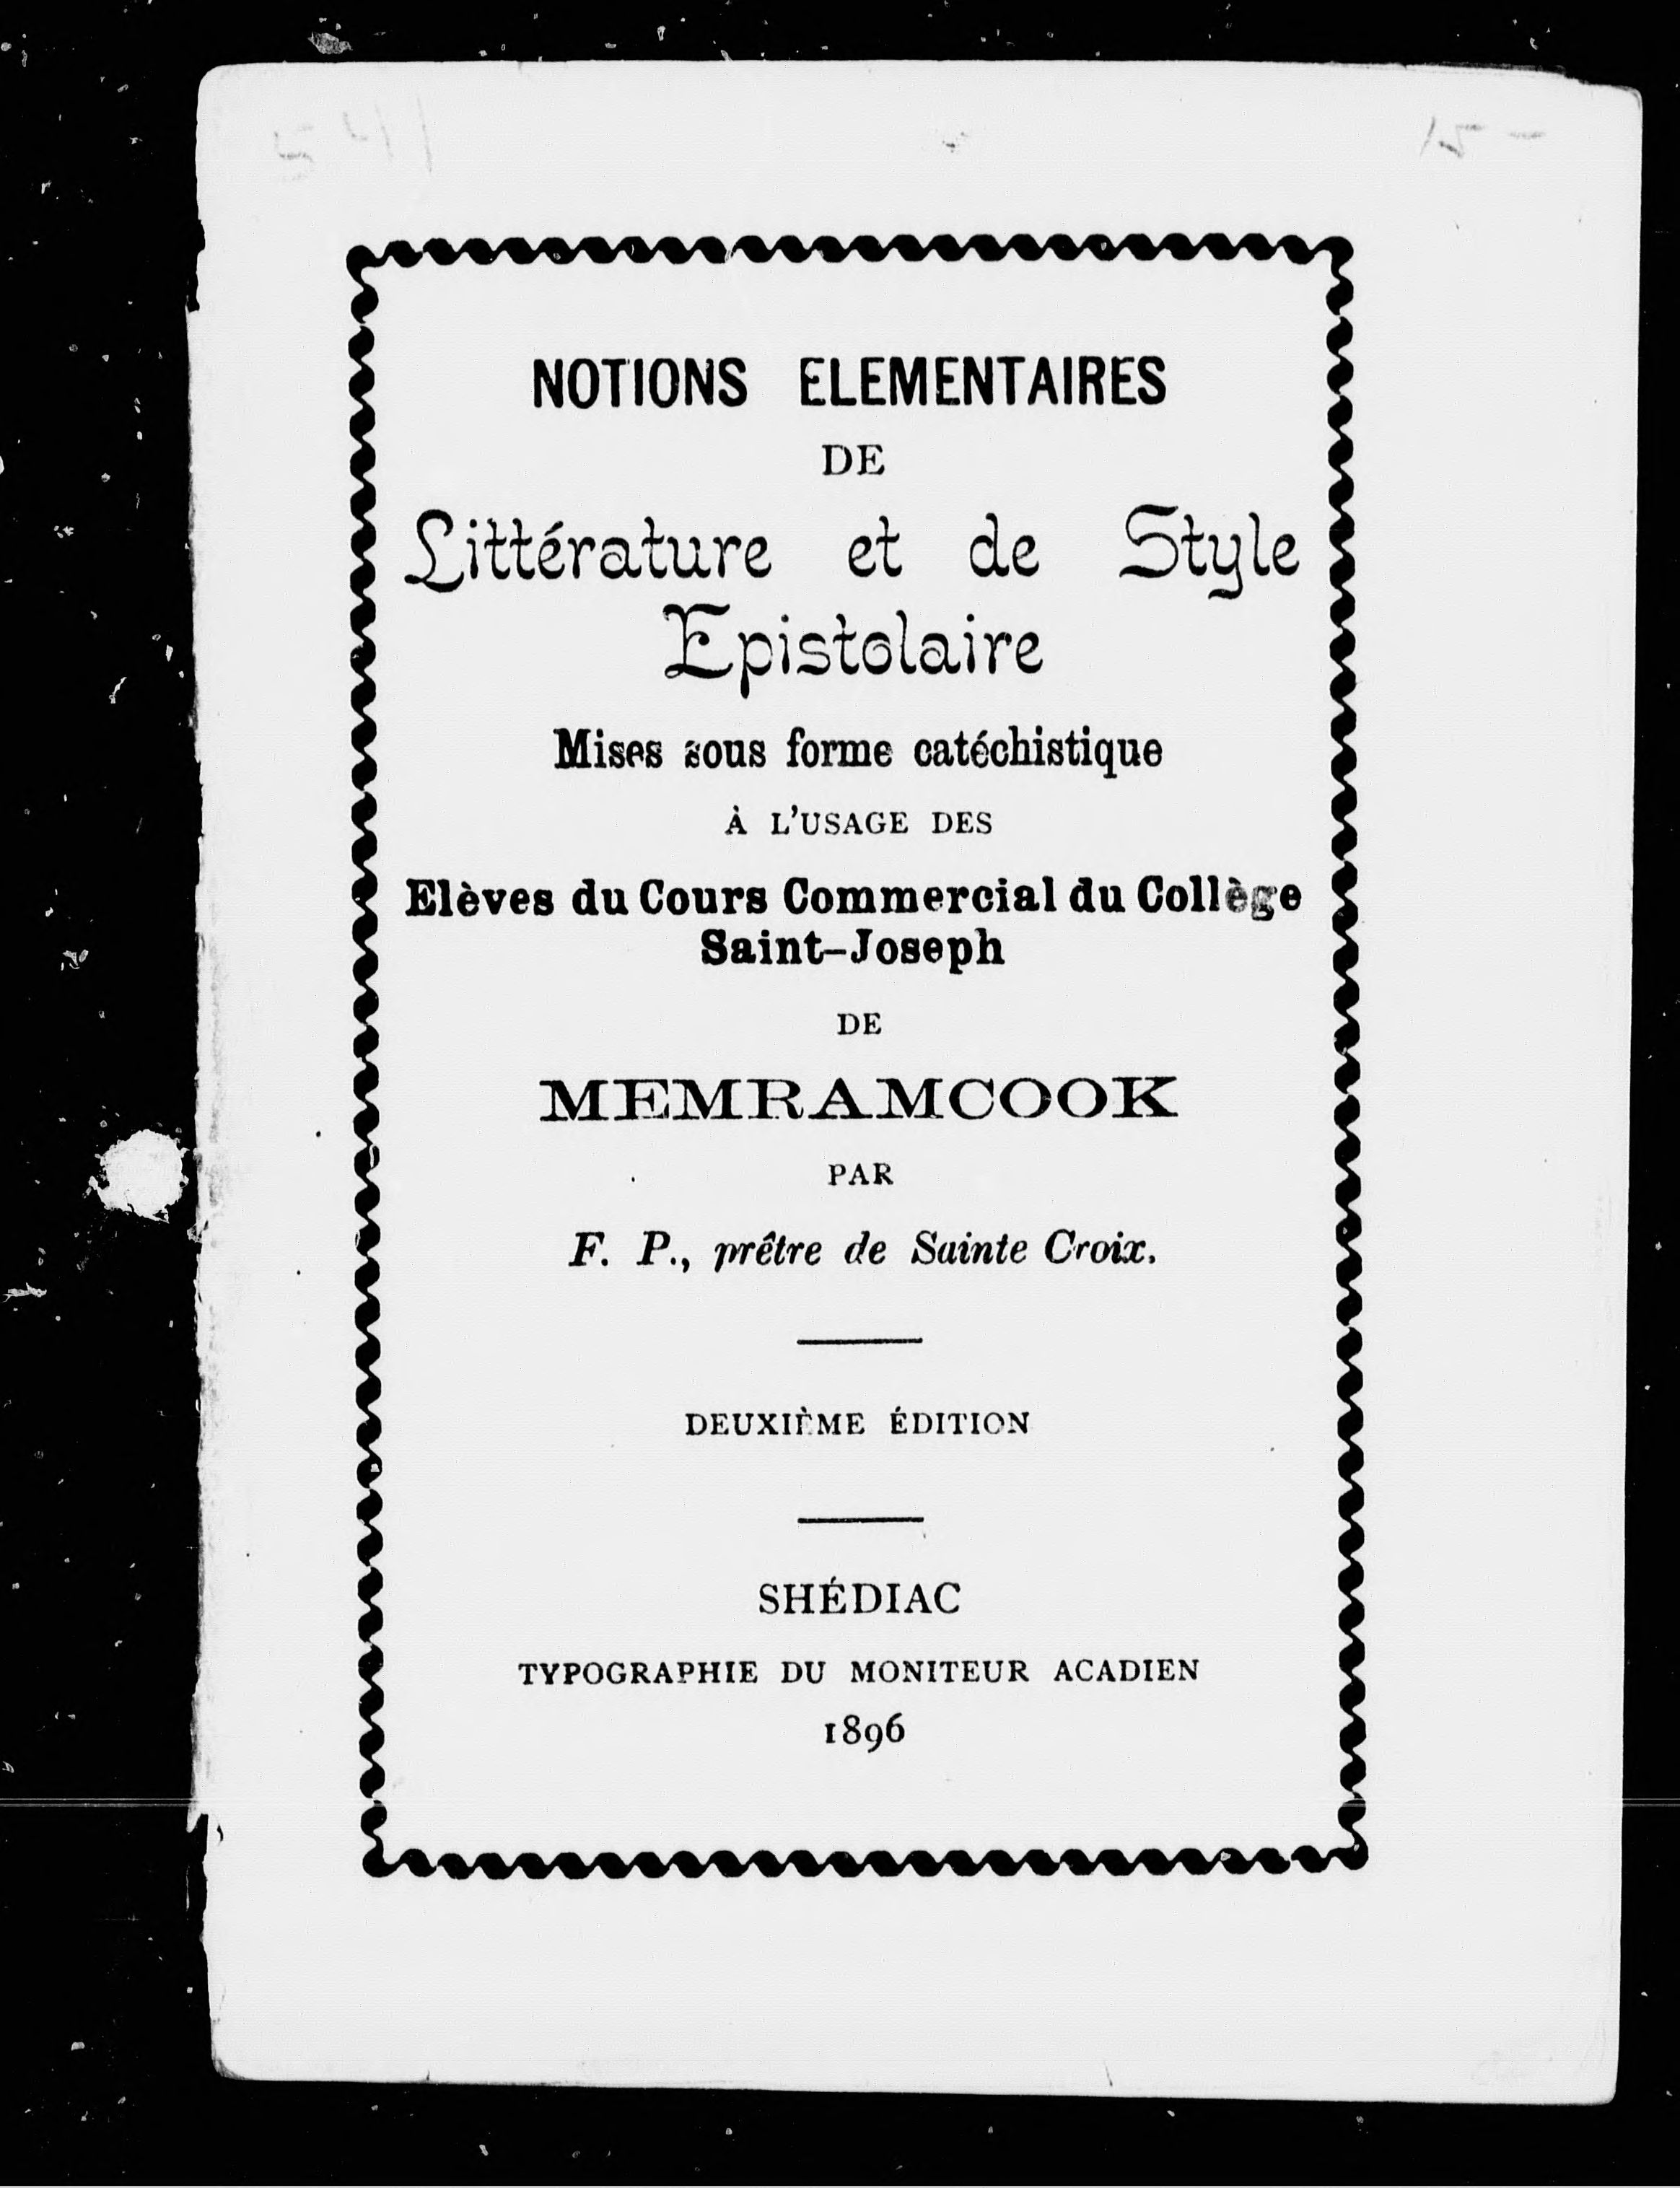 NOTIONS ELEMENTAIRES
DE
Littérature et de Style
Epistolaire
Mises sous forme catéchistique
À L'USAGE DES
Elèves du Cours Commercial du Collège
Saint-Joseph
DE
MEMRAMCOOK
PAR
F. P., prêtre de Sainte Croix.
DEUXIÈME ÉDITION
SHÉDIAC
TYPOGRAPHIE DU MONITEUR ACADIEN
1896